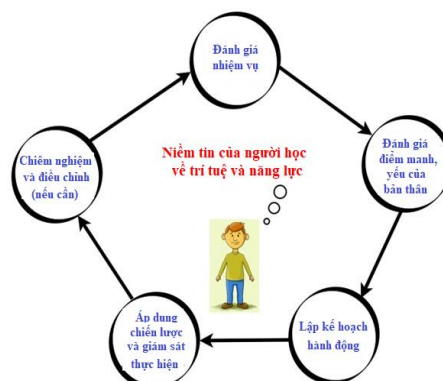 Đánh giá
nhiệm vụ
Đánh giá
điểm manh,
yếu của
bản thân
Lập kế hoạch
hành động
Áp dung
chiến lược
và giám sát
thực hiện
Chiêm nghiệm
và điều chỉnh
(nếu cần)
Niềm tin của người học
về trí tuệ và năng lực